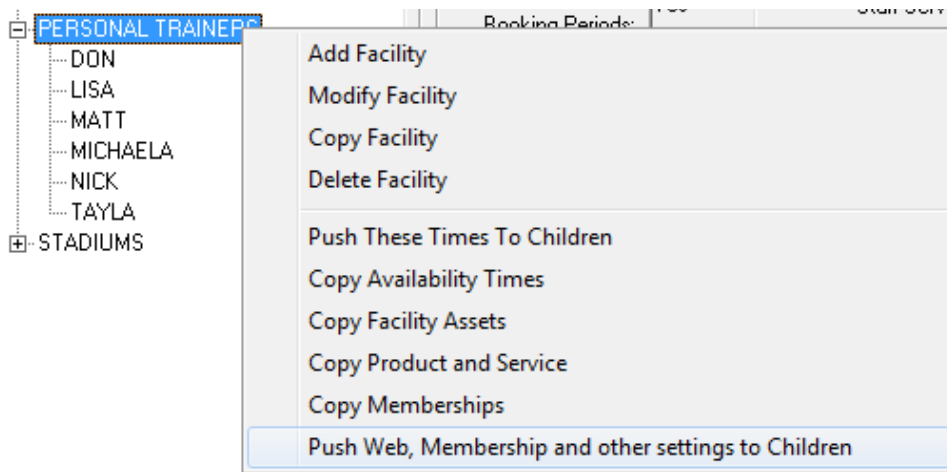 PERSONAL TRAINERS
Booking Periods:
DON
LISA
MATT
MICHAELA
NICK
TAYLA
STADIUMS
Add Facility
Modify Facility
Copy Facility
Delete Facility
Push These Times To Children
Copy Availability Times
Copy Facility Assets
Copy Product and Service
Copy Memberships
Push Web, Membership and other settings to Children